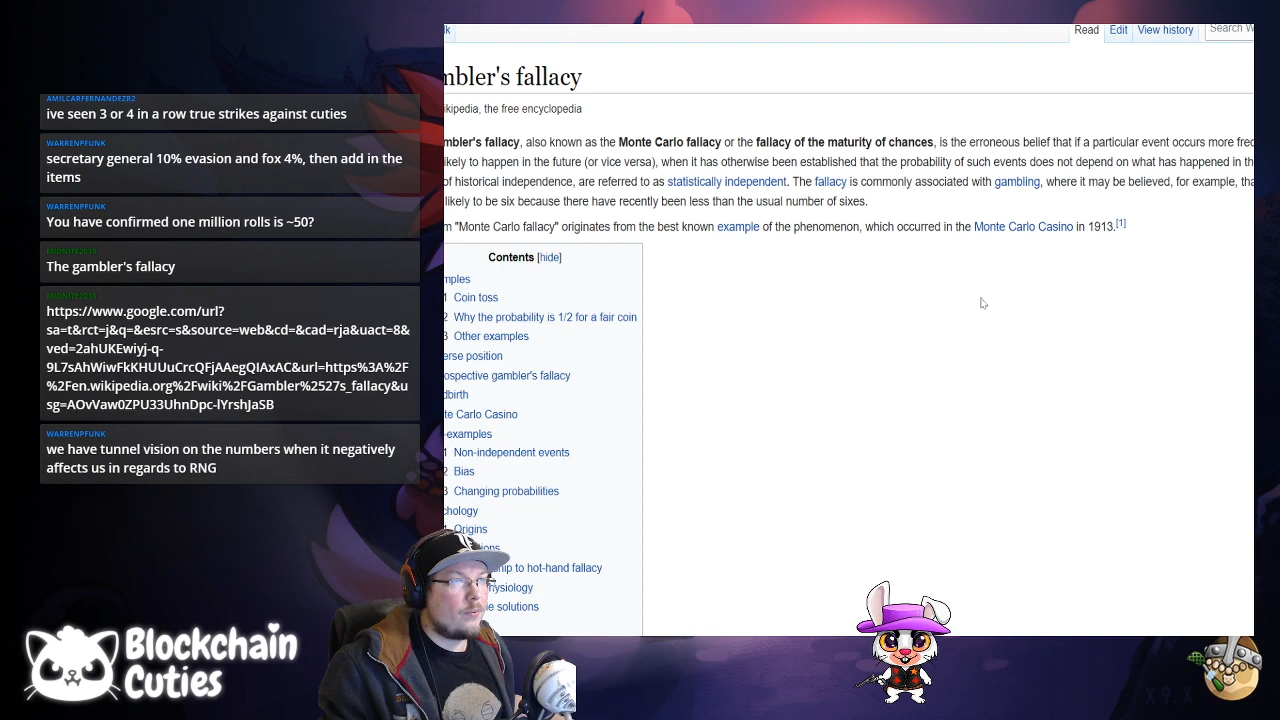 AMILCARFERNANDEZR2
ive seen 3 or 4 in a row true strikes against cuties
WARRENPFUNK
secretary general 10% evasion and fox 4%, then add in the
items
WARRENPFUNK
You have confirmed one million rolls is ~50?
MIDNITE2010
The gambler's fallacy
MIDNITE2010
https://www.google.com/url?
sa=t&rct=j&q=&esrc=s&source=web&cd=&cad=rja&uact=8&
ved=2ahUKEwiyj-q-
9L7sAhWiwFkKHUUuCrcQFjAAegQIAxAC&url=https%3A%2F
%2Fen.wikipedia.org%2Fwiki%2FGambler%2527s_fallacy&u
sg=AOvVaw0ZPU33UhnDpc-lYrshJaSB
WARRENPFUNK
we have tunnel vision on the numbers when it negatively
affects us in regards to RNG
Blockchain
Cuties
lk
Read Edit View history Search W
mbler's fallacy
ikipedia, the free encyclopedia
mbler's fallacy, also known as the Monte Carlo fallacy or the fallacy of the maturity of chances, is the erroneous belief that if a particular event occurs more fred
ikely to happen in the future (or vice versa), when it has otherwise been established that the probability of such events does not depend on what has happened in th
of historical independence, are referred to as statistically independent. The fallacy is commonly associated with gambling, where it may be believed, for example, tha
likely to be six because there have recently been less than the usual number of sixes.
m "Monte Carlo fallacy" originates from the best known example of the phenomenon, which occurred in the Monte Carlo Casino in 1913.[1]
Contents [hide]
mples
1 Coin toss
2 Why the probability is 1/2 for a fair coin
3 Other examples
erse position
ospective gambler's fallacy
dbirth
te Carlo Casino
-examples
1 Non-independent events
2 Bias
3 Changing probabilities
chology
1 Origins
tions
ship to hot-hand fallacy
hysiology
le solutions